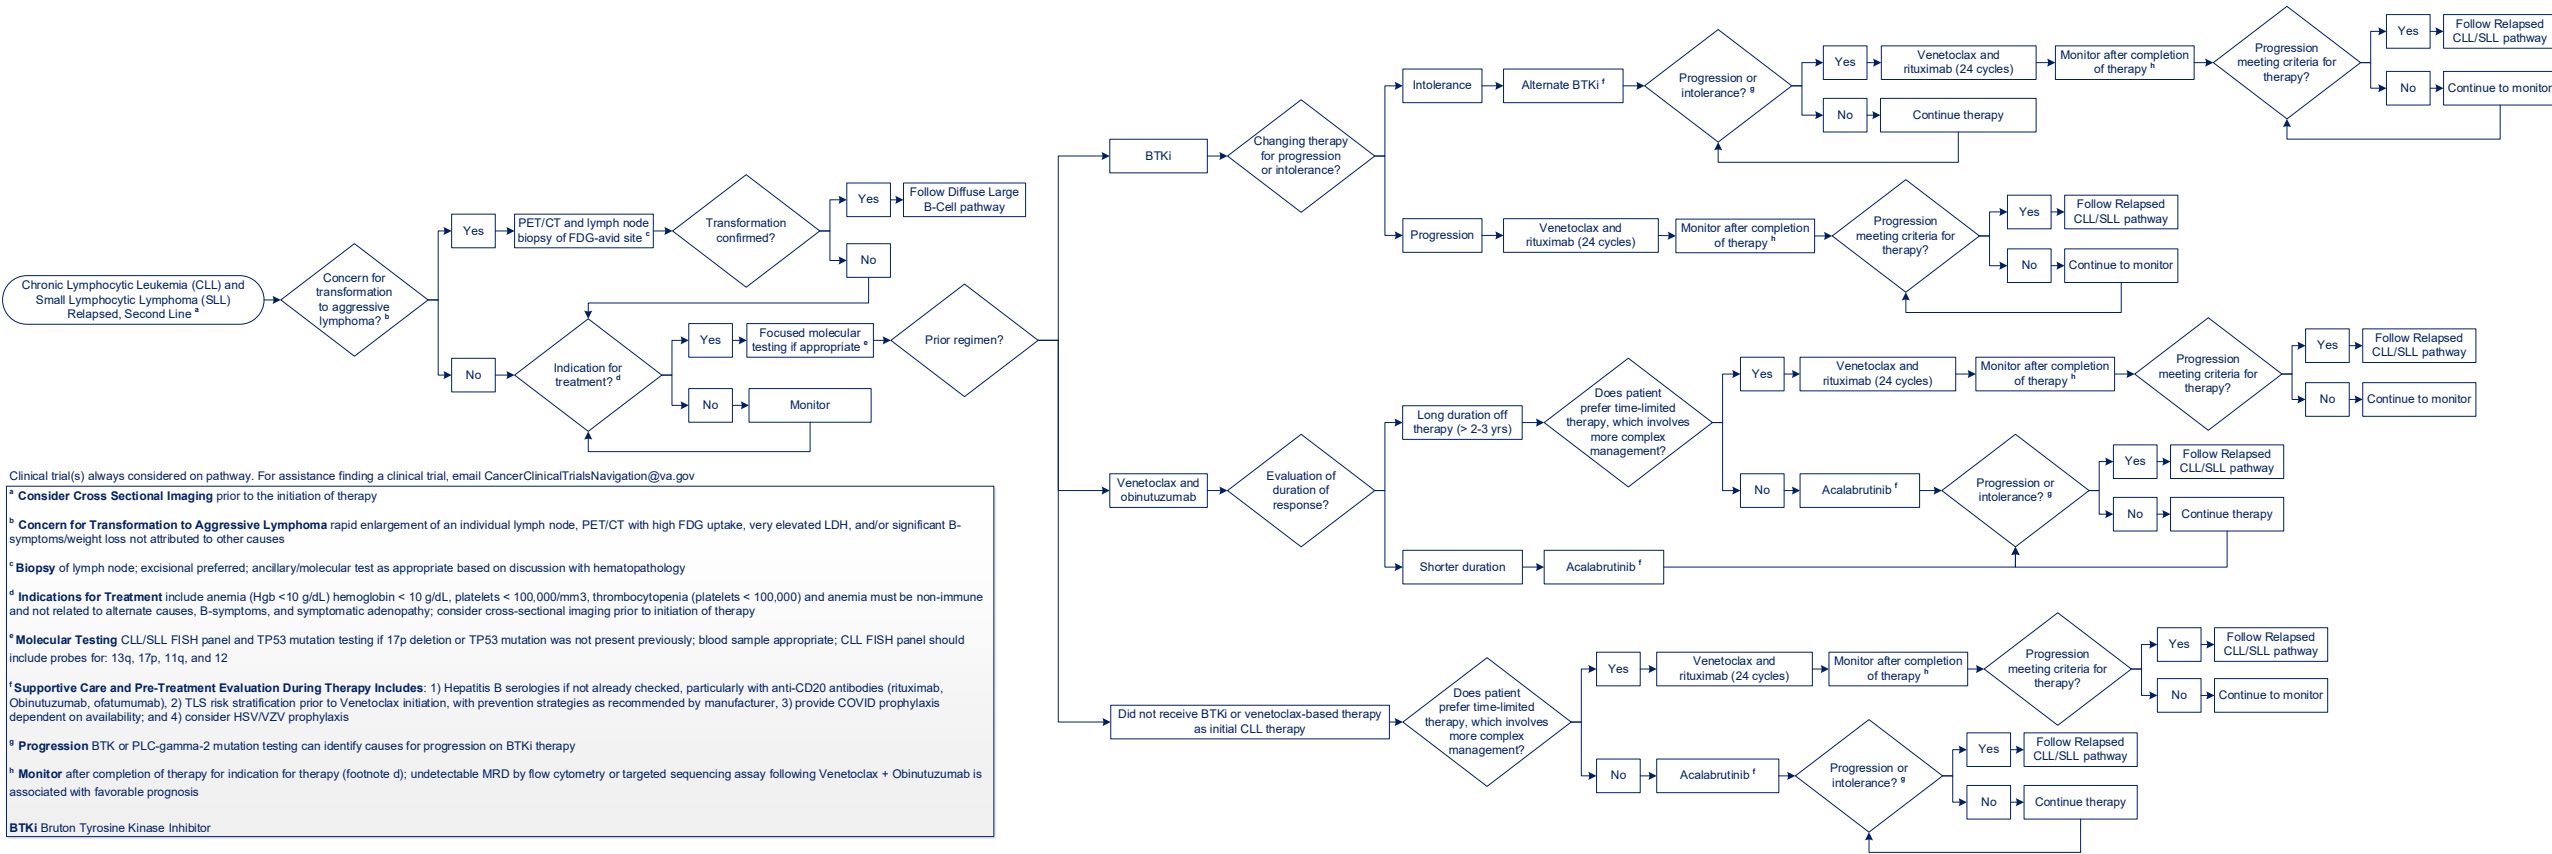 Chronic Lymphocytic Leukemia (CLL) and
Small Lymphocytic Lymphoma (SLL)
Relapsed, Second Line a
Concern for
transformation
to aggressive
lymphoma? b
Yes
PET/CT and lymph node
biopsy of FDG-avid site c
Transformation
confirmed?
Yes
Follow Diffuse Large
B-Cell pathway
No
No
Indication for
treatment? d
Yes
Focused molecular
testing if appropriate e
No
Monitor
Prior regimen?
BTKi
Changing therapy
for progression
or intolerance?
Intolerance
Alternate BTKi f
Progression or
intolerance? g
Yes
Venetoclax and
rituximab (24 cycles)
Monitor after completion
of therapy h
Progression
meeting criteria for
therapy?
Yes
Follow Relapsed
CLL/SLL pathway
No
Continue to monitor
No
Continue therapy
Progression
Venetoclax and
rituximab (24 cycles)
Monitor after completion
of therapy h
Progression
meeting criteria for
therapy?
Yes
Follow Relapsed
CLL/SLL pathway
No
Continue to monitor
Venetoclax and
obinutuzumab
Evaluation of
duration of
response?
Long duration off
therapy (> 2-3 yrs)
Does patient
prefer time-limited
therapy, which involves
more complex
management?
Yes
Venetoclax and
rituximab (24 cycles)
Monitor after completion
of therapy h
Progression
meeting criteria for
therapy?
Yes
Follow Relapsed
CLL/SLL pathway
No
Continue to monitor
No
Acalabrutinib f
Progression or
intolerance? g
Yes
Follow Relapsed
CLL/SLL pathway
No
Continue therapy
Shorter duration
Acalabrutinib f
Did not receive BTKi or venetoclax-based therapy
as initial CLL therapy
Does patient
prefer time-limited
therapy, which involves
more complex
management?
Yes
Venetoclax and
rituximab (24 cycles)
Monitor after completion
of therapy h
Progression
meeting criteria for
therapy?
Yes
Follow Relapsed
CLL/SLL pathway
No
Continue to monitor
No
Acalabrutinib f
Progression or
intolerance? g
Yes
Follow Relapsed
CLL/SLL pathway
No
Continue therapy
Clinical trial(s) always considered on pathway. For assistance finding a clinical trial, email CancerClinicalTrialsNavigation@va.gov
a Consider Cross Sectional Imaging prior to the initiation of therapy
b Concern for Transformation to Aggressive Lymphoma rapid enlargement of an individual lymph node, PET/CT with high FDG uptake, very elevated LDH, and/or significant B-
symptoms/weight loss not attributed to other causes
c Biopsy of lymph node; excisional preferred; ancillary/molecular test as appropriate based on discussion with hematopathology
d Indications for Treatment include anemia (Hgb <10 g/dL) hemoglobin < 10 g/dL, platelets < 100,000/mm3, thrombocytopenia (platelets < 100,000) and anemia must be non-immune
and not related to alternate causes, B-symptoms, and symptomatic adenopathy; consider cross-sectional imaging prior to initiation of therapy
e Molecular Testing CLL/SLL FISH panel and TP53 mutation testing if 17p deletion or TP53 mutation was not present previously; blood sample appropriate; CLL FISH panel should
include probes for: 13q, 17p, 11q, and 12
f Supportive Care and Pre-Treatment Evaluation During Therapy Includes: 1) Hepatitis B serologies if not already checked, particularly with anti-CD20 antibodies (rituximab,
Obinutuzumab, ofatumumab), 2) TLS risk stratification prior to Venetoclax initiation, with prevention strategies as recommended by manufacturer, 3) provide COVID prophylaxis
dependent on availability; and 4) consider HSV/VZV prophylaxis
g Progression BTK or PLC-gamma-2 mutation testing can identify causes for progression on BTKi therapy
h Monitor after completion of therapy for indication for therapy (footnote d); undetectable MRD by flow cytometry or targeted sequencing assay following Venetoclax + Obinutuzumab is
associated with favorable prognosis
BTKi Bruton Tyrosine Kinase Inhibitor